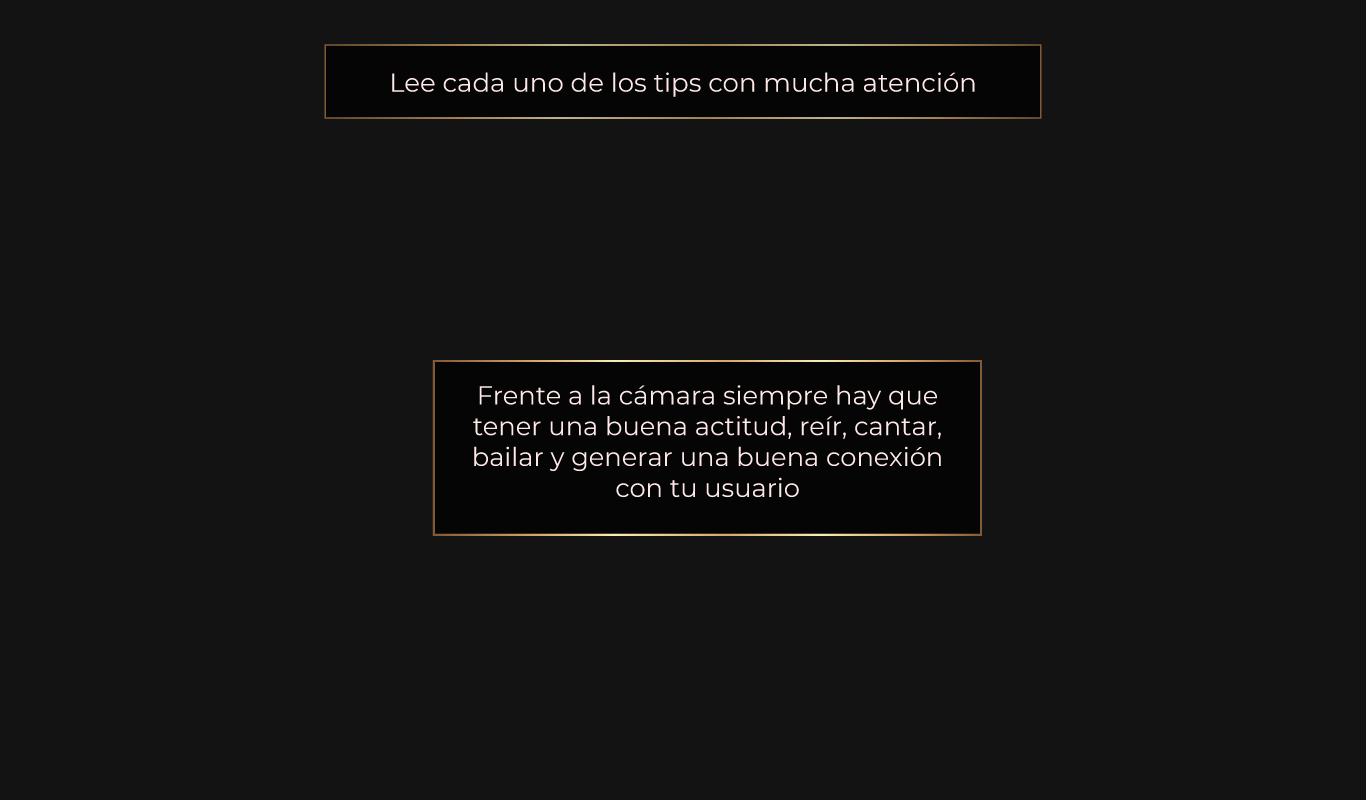 Lee cada uno de los tips con mucha atención
Frente a la cámara siempre hay que
tener una buena actitud, reír, cantar,
bailar y generar una buena conexión
con tu usuario